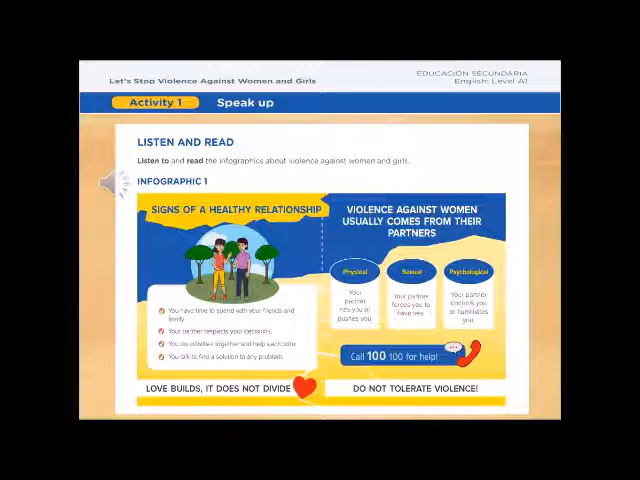 Let's Stop Violence Against Women and Girls
EDUCACIÓN SECUNDARIA
English: Level A1
Activity 1
Speak up
LISTEN AND READ
Listen to and read the infographics about violence against women and girls.
INFOGRAPHIC 1
SIGNS OF A HEALTHY RELATIONSHIP
You have time to spend with your friends and
family.
Your partner respects your decisions.
You do activities together and help each other.
You talk to find a solution to any problem.
LOVE BUILDS, IT DOES NOT DIVIDE
VIOLENCE AGAINST WOMEN
USUALLY COMES FROM THEIR
PARTNERS
Physical
Your
partner
hits you or
pushes you
Sexual
Your partner
forces you to
have sex
Psychological
Your partner
controls you
or humiliates
you
Call 100 100 for help!
DO NOT TOLERATE VIOLENCE!